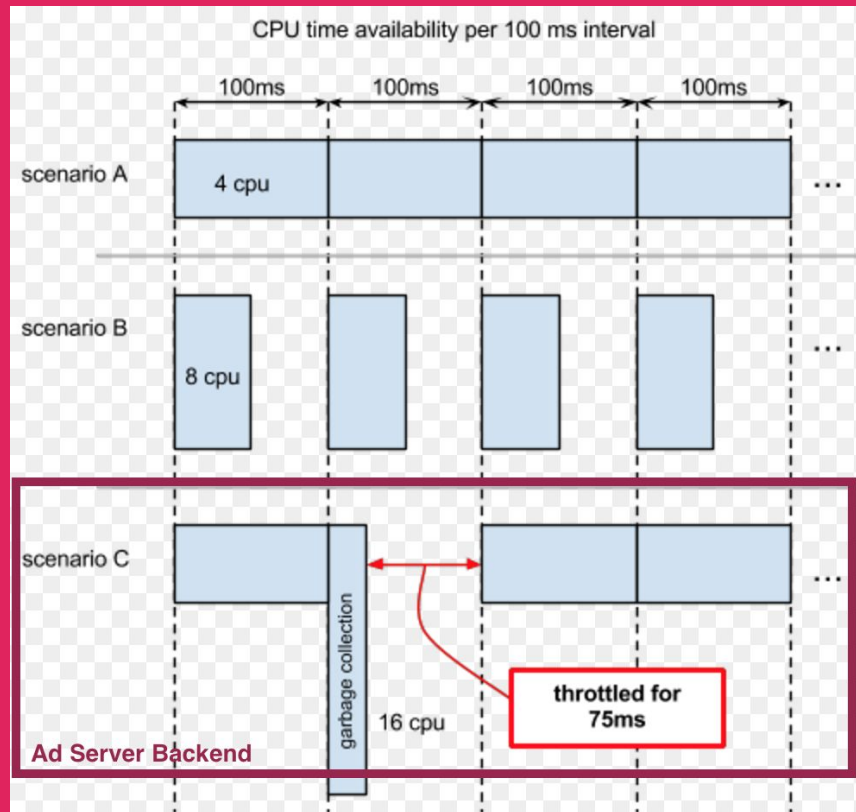 CPU time availability per 100 ms interval
100ms 100ms 100ms 100ms
scenario A
4 cpu
...
scenario B
8 cpu
...
scenario C
...
garbage collection
throttled for
75ms
16 cpu
Ad Server Backend